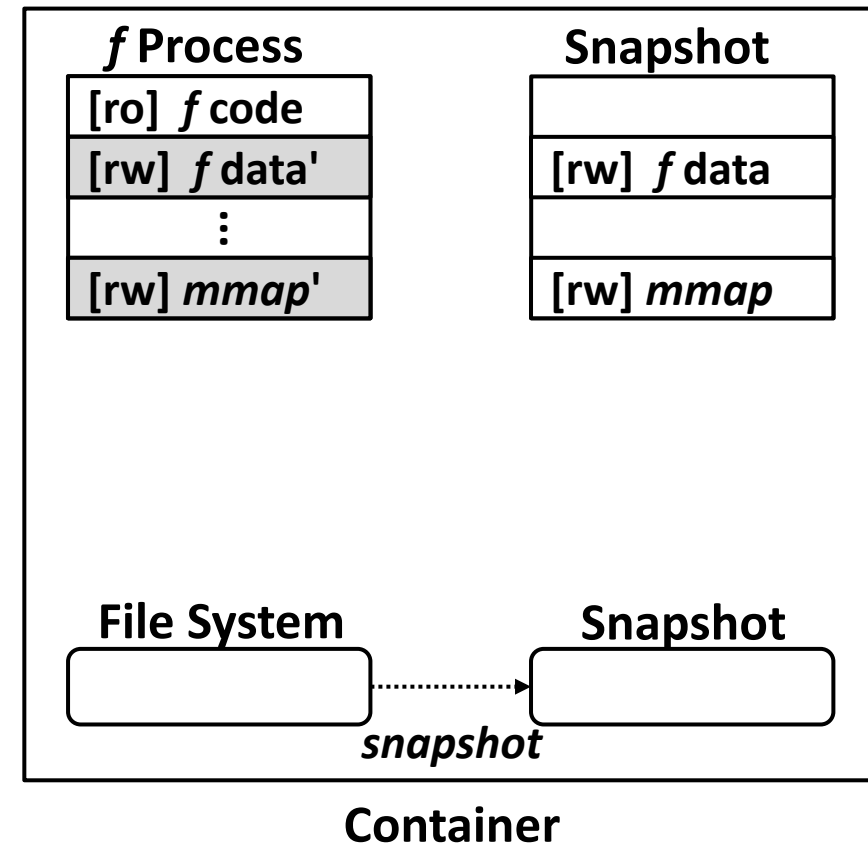 f Process
Snapshot
[ro] f code
[rw] f data'
[rw] f data
⋮
[rw] mmap'
[rw] mmap
File System
Snapshot
snapshot
Container